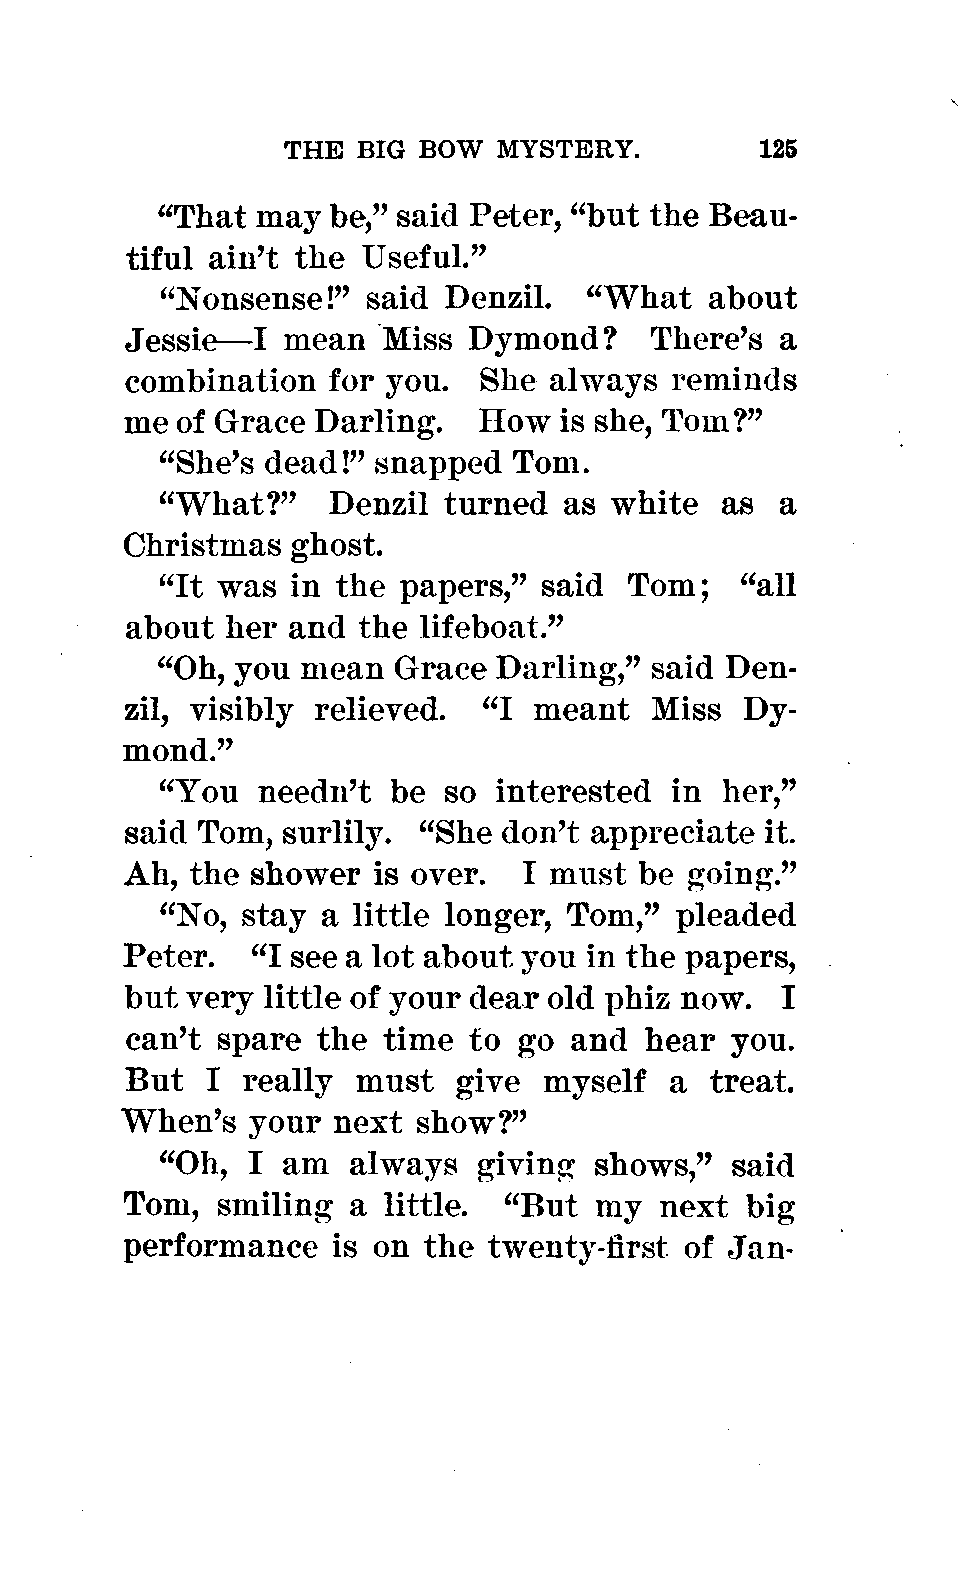 THE BIG BOW MYSTERY. 125
“That may be,” said Peter, “but the Beau-
tiful ain’t the Useful.”
“Nonsense!” said Denzil. “What about
Jessie—I mean Miss Dymond? There’s a
combination for you. She always reminds
me of Grace Darling. How is she, Tom?”
“She’s dead!” snapped Tom.
“What?” Denzil turned as white as a
Christmas ghost.
“It was in the papers,” said Tom; “all
about her and the lifeboat.”
“Oh, you mean Grace Darling,” said Den-
zil, visibly relieved. “I meant Miss Dy-
mond.”
“You needn’t be so interested in her,”
said Tom, surlily. “She don’t appreciate it.
Ah, the shower is over. I must be going.”
“No, stay a little longer, Tom,” pleaded
Peter. “I see a lot about you in the papers,
but very little of your dear old phiz now. I
can’t spare the time to go and hear you.
But I really must give myself a treat.
When’s your next show?”
“Oh, I am always giving shows,” said
Tom, smiling a little. “But my next big
performance is on the twenty-first of Jan-